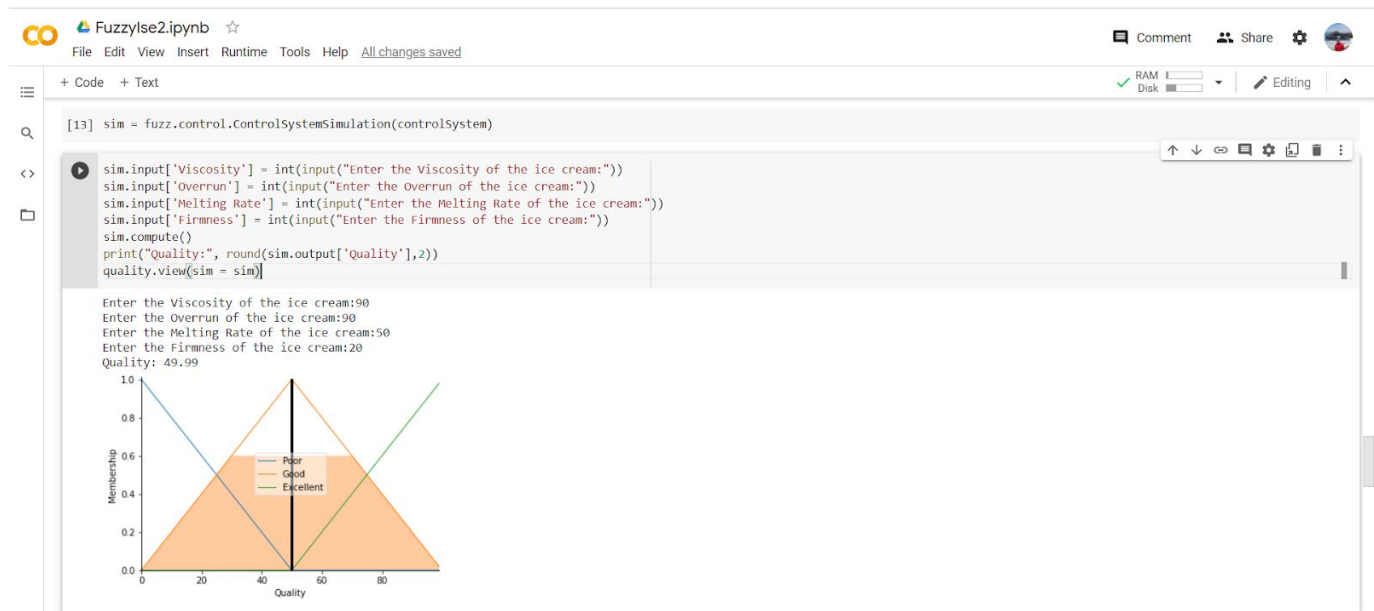 FuzzyIse2.ipynb
File Edit View Insert Runtime Tools Help All changes saved
Comment Share
+ Code + Text
RAM
Disk
Editing
[13] sim = fuzz.control.ControlSystemSimulation(controlSystem)
sim.input['Viscosity'] = int(input("Enter the Viscosity of the ice cream:"))
sim.input['Overrun'] = int(input("Enter the Overrun of the ice cream:"))
sim.input['Melting Rate'] = int(input("Enter the Melting Rate of the ice cream:"))
sim.input['Firmness'] = int(input("Enter the Firmness of the ice cream:"))
sim.compute()
print("Quality:", round(sim.output['Quality'],2))
quality.view(sim = sim)
Enter the Viscosity of the ice cream:90
Enter the Overrun of the ice cream:90
Enter the Melting Rate of the ice cream:50
Enter the Firmness of the ice cream:20
Quality: 49.99
1.0
0.8
0.6
0.4
0.2
0.0
Membership
Poor
Good
Excellent
0 20 40 60 80
Quality